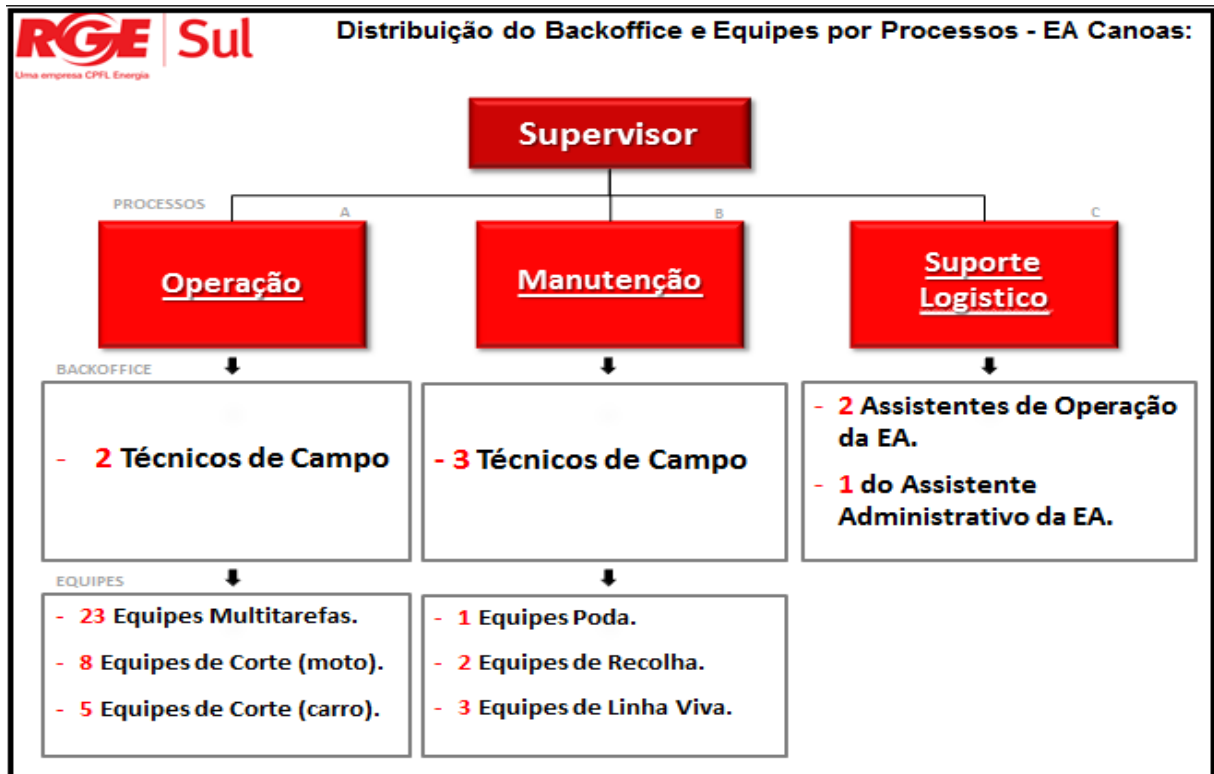 RGE Sul
Uma empresa CPFL Energia
Distribuição do Backoffice e Equipes por Processos - EA Canoas:
Supervisor
PROCESSOS
A
B
C
Operação
Manutenção
Suporte
Logistico
BACKOFFICE
- 2 Técnicos de Campo
- 3 Técnicos de Campo
- 2 Assistentes de Operação
da EA.
- 1 do Assistente
Administrativo da EA.
EQUIPES
- 23 Equipes Multitarefas.
- 8 Equipes de Corte (moto).
- 5 Equipes de Corte (carro).
- 1 Equipes Poda.
- 2 Equipes de Recolha.
- 3 Equipes de Linha Viva.